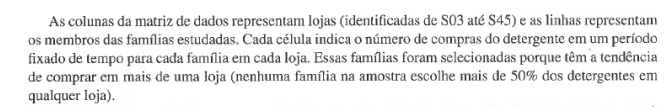 As colunas da matriz de dados representam lojas (identificadas de S03 até S45) e as linhas representam
os membros das famílias estudadas. Cada célula indica o número de compras do detergente em um período
fixado de tempo para cada família em cada loja. Essas famílias foram selecionadas porque têm a tendência
de comprar em mais de uma loja (nenhuma família na amostra escolhe mais de 50% dos detergentes em
qualquer loja).